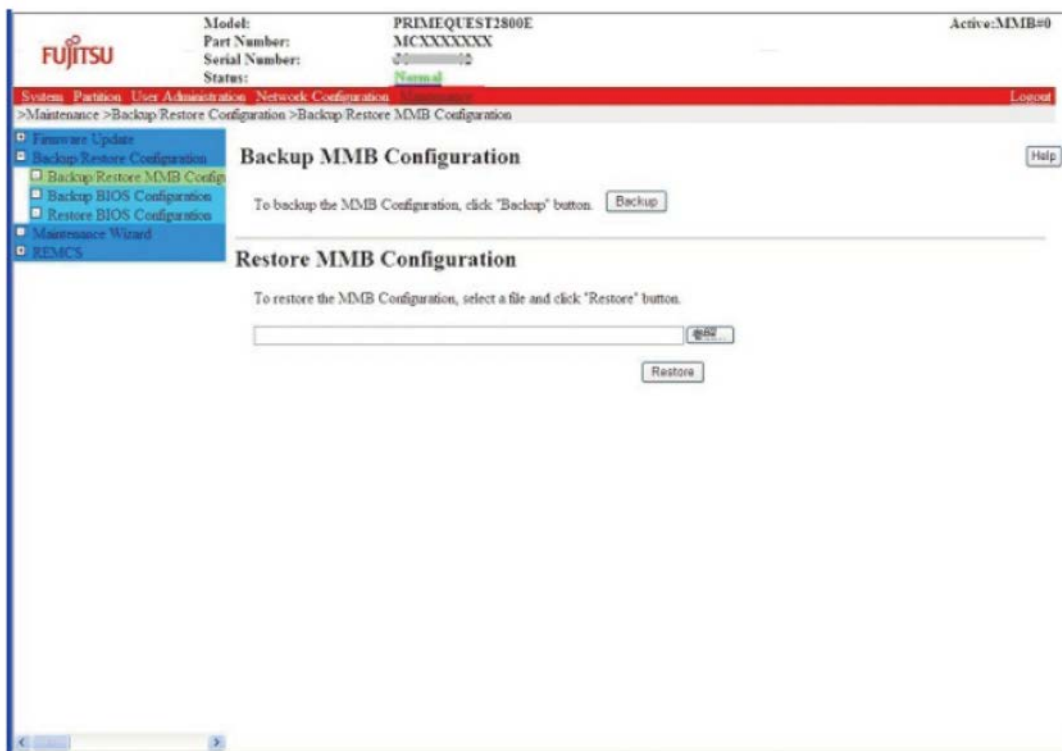 FUJITSU
Model: PRIMEQUEST2800E
Part Number: MCXXXXXXX
Serial Number:
Status: Normal
Active:MMB#0
System Partition User Administration Network Configuration Maintenance Logout
>Maintenance >Backup/Restore Configuration >Backup/Restore MMB Configuration
Firmware Update
Backup/Restore Configuration
Backup/Restore MMB Config
Backup BIOS Configuration
Restore BIOS Configuration
Maintenance Wizard
REMCS
Backup MMB Configuration
Help
To backup the MMB Configuration, click "Backup" button. Backup
Restore MMB Configuration
To restore the MMB Configuration, select a file and click "Restore" button.
Restore